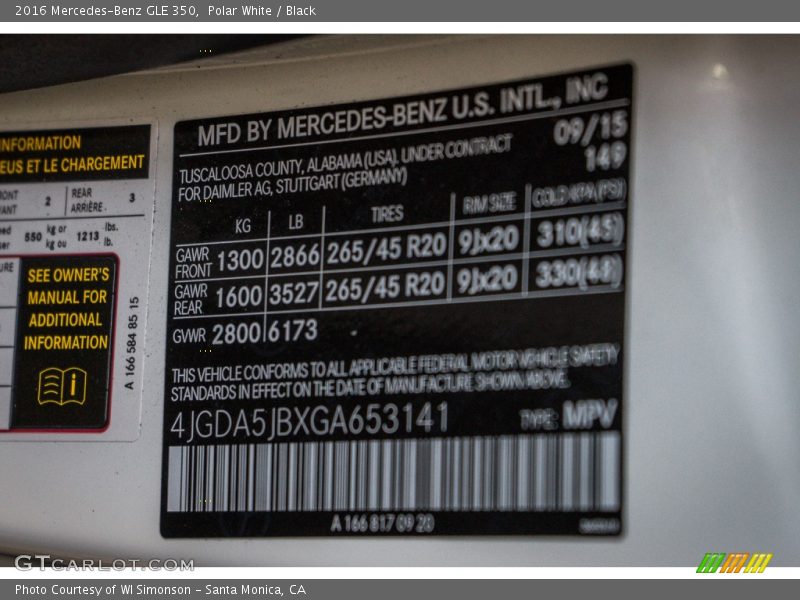 2016 Mercedes-Benz GLE 350, Polar White / Black
INFORMATION
EUS ET LE CHARGEMENT
2
REAR
ARRIÈRE
3
650 kg or
kg ou 1213 lbs.
lb.
SEE OWNER'S
MANUAL FOR
ADDITIONAL
INFORMATION
A 166 584 85 15
MFD BY MERCEDES-BENZ U.S. INTL., INC
TUSCALOOSA COUNTY, ALABAMA (USA), UNDER CONTRACT 09/15
FOR DAIMLER AG, STUTTGART (GERMANY) 149
KG LB TIRES RIM SIZE COLD KPA(PSI)
GAWR
FRONT 1300 2866 265/45 R20 9Jx20 310(45)
GAWR
REAR 1600 3527 265/45 R20 9Jx20 330(48)
GWR 2800 6173
THIS VEHICLE CONFORMS TO ALL APPLICABLE FEDERAL MOTOR VEHICLE SAFETY
STANDARDS IN EFFECT ON THE DATE OF MANUFACTURE SHOWN ABOVE.
4JGDA5JBXGA653141 TYPE: MPV
A 166 817 09 20
GTCARLOT.COM
Photo Courtesy of WI Simonson - Santa Monica, CA